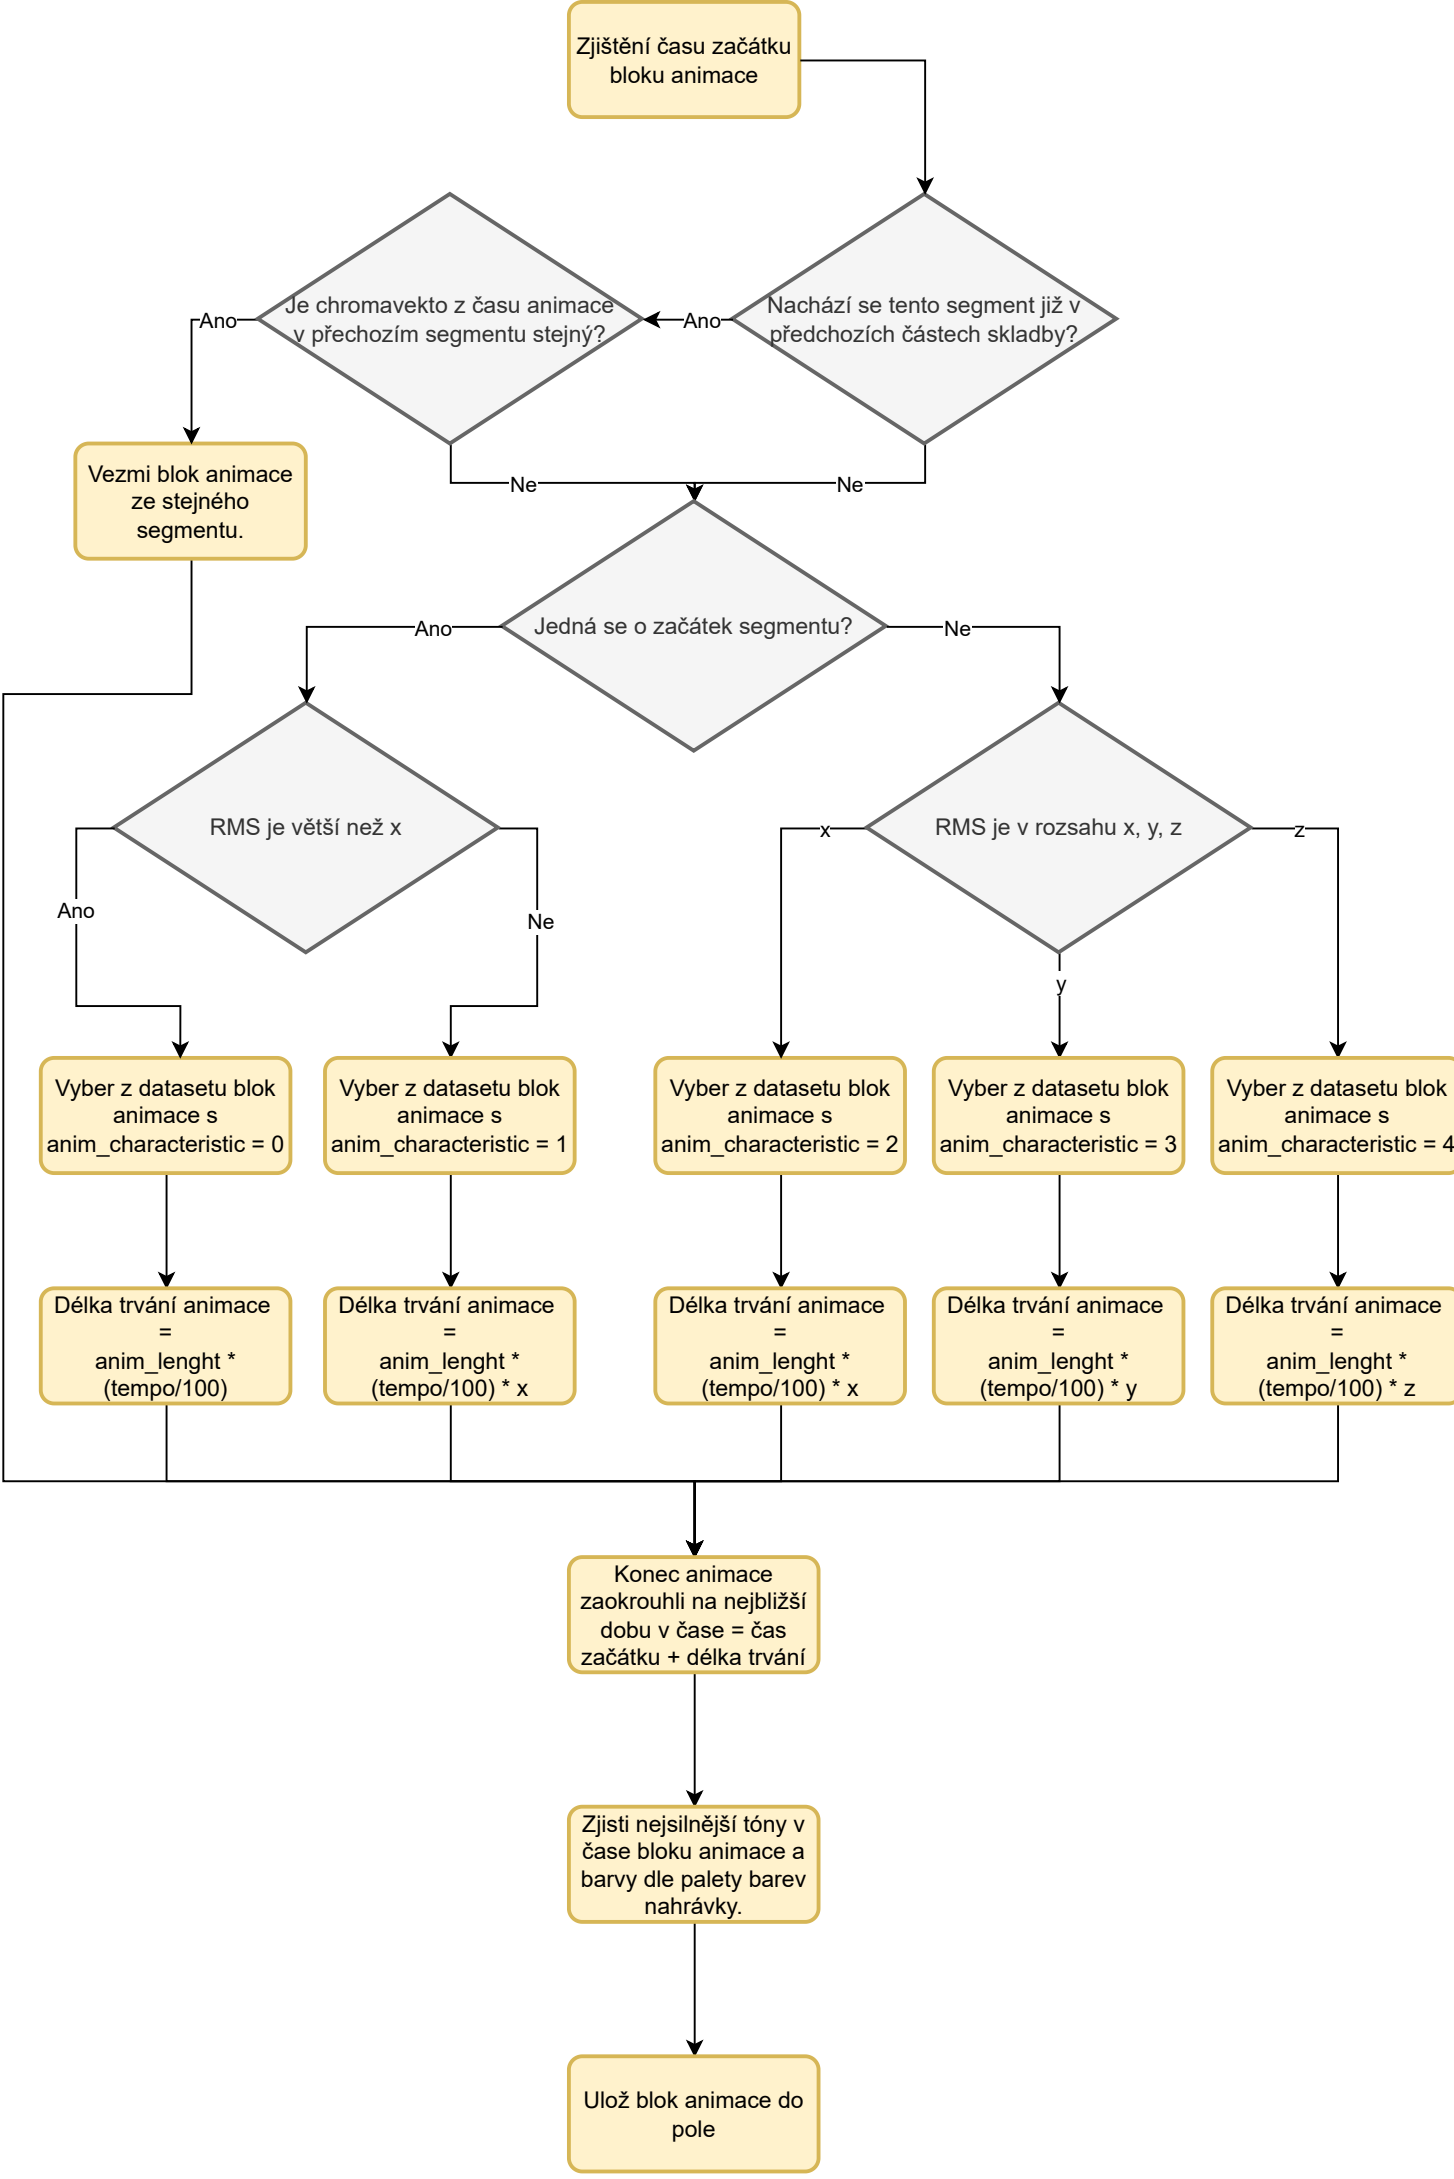 Zjištění času začátku
bloku animace
Je chromavekto z času animace
v přechozím segmentu stejný?
Nachází se tento segment již v
předchozích částech skladby?
Ano
Ano
Vezmi blok animace
ze stejného
segmentu.
Ne
Ne
Jedná se o začátek segmentu?
Ano
Ne
RMS je větší než x
RMS je v rozsahu x, y, z
x
z
Ano
Ne
y
Vyber z datasetu blok
animace s
anim_characteristic = 0
Vyber z datasetu blok
animace s
anim_characteristic = 1
Vyber z datasetu blok
animace s
anim_characteristic = 2
Vyber z datasetu blok
animace s
anim_characteristic = 3
Vyber z datasetu blok
animace s
anim_characteristic = 4
Délka trvání animace
=
anim_lenght *
(tempo/100)
Délka trvání animace
=
anim_lenght *
(tempo/100) * x
Délka trvání animace
=
anim_lenght *
(tempo/100) * x
Délka trvání animace
=
anim_lenght *
(tempo/100) * y
Délka trvání animace
=
anim_lenght *
(tempo/100) * z
Konec animace
zaokrouhli na nejbližší
dobu v čase = čas
začátku + délka trvání
Zjisti nejsilnější tóny v
čase bloku animace a
barvy dle palety barev
nahrávky.
Ulož blok animace do
pole